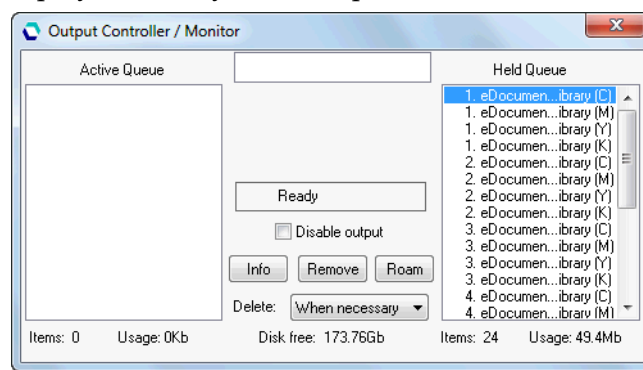 Output Controller / Monitor
Active Queue
Held Queue
1. eDocumen...ibrary (C)
1. eDocumen...ibrary (M)
1. eDocumen...ibrary (Y)
1. eDocumen...ibrary (K)
2. eDocumen...ibrary (C)
2. eDocumen...ibrary (M)
2. eDocumen...ibrary (Y)
2. eDocumen...ibrary (K)
3. eDocumen...ibrary (C)
3. eDocumen...ibrary (M)
3. eDocumen...ibrary (Y)
3. eDocumen...ibrary (K)
4. eDocumen...ibrary (C)
4. eDocumen...ibrary (M)
Ready
Disable output
Info Remove Roam
Delete: When necessary
Items: 0 Usage: 0Kb Disk free: 173.76Gb Items: 24 Usage: 49.4Mb